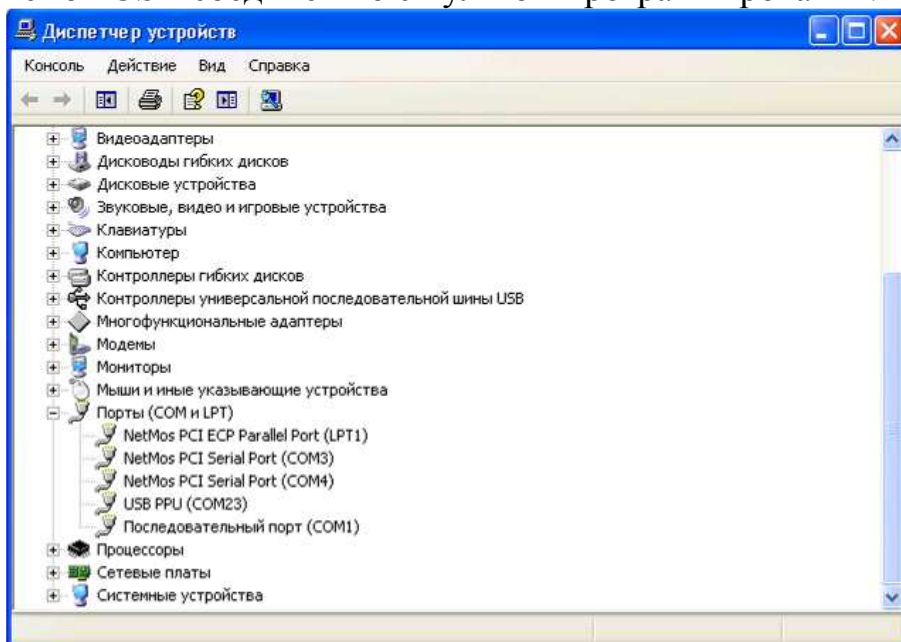 Диспетчер устройств
Консоль Действие Вид Справка
Видеоадаптеры
Дисководы гибких дисков
Дисковые устройства
Звуковые, видео и игровые устройства
Клавиатуры
Компьютер
Контроллеры гибких дисков
Контроллеры универсальной последовательной шины USB
Многофункциональные адаптеры
Модемы
Мониторы
Мыши и иные указывающие устройства
Порты (COM и LPT)
NetMos PCI ECP Parallel Port (LPT1)
NetMos PCI Serial Port (COM3)
NetMos PCI Serial Port (COM4)
USB PPU (COM23)
Последовательный порт (COM1)
Процессоры
Сетевые платы
Системные устройства